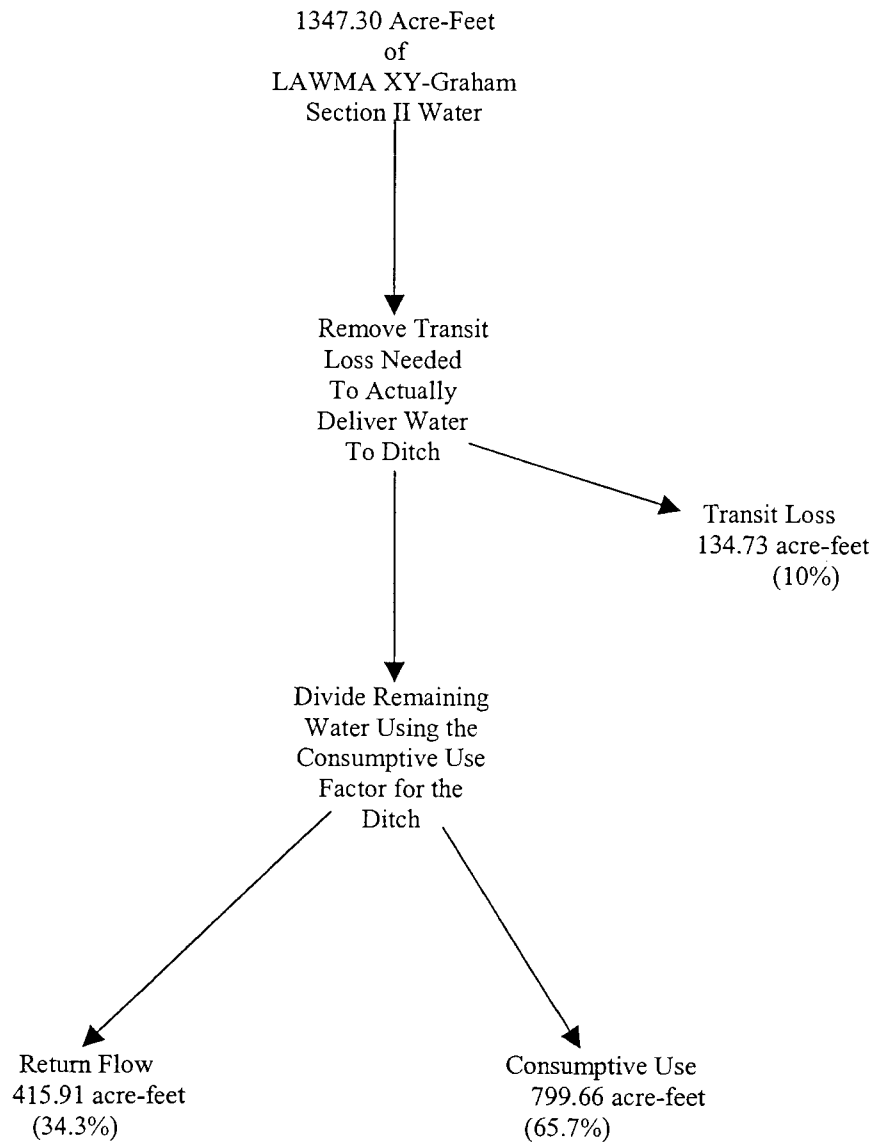 1347.30 Acre-Feet
of
LAWMA XY-Graham
Section II Water
Remove Transit
Loss Needed
To Actually
Deliver Water
To Ditch
Transit Loss
134.73 acre-feet
(10%)
Divide Remaining
Water Using the
Consumptive Use
Factor for the
Ditch
Return Flow
415.91 acre-feet
(34.3%)
Consumptive Use
799.66 acre-feet
(65.7%)